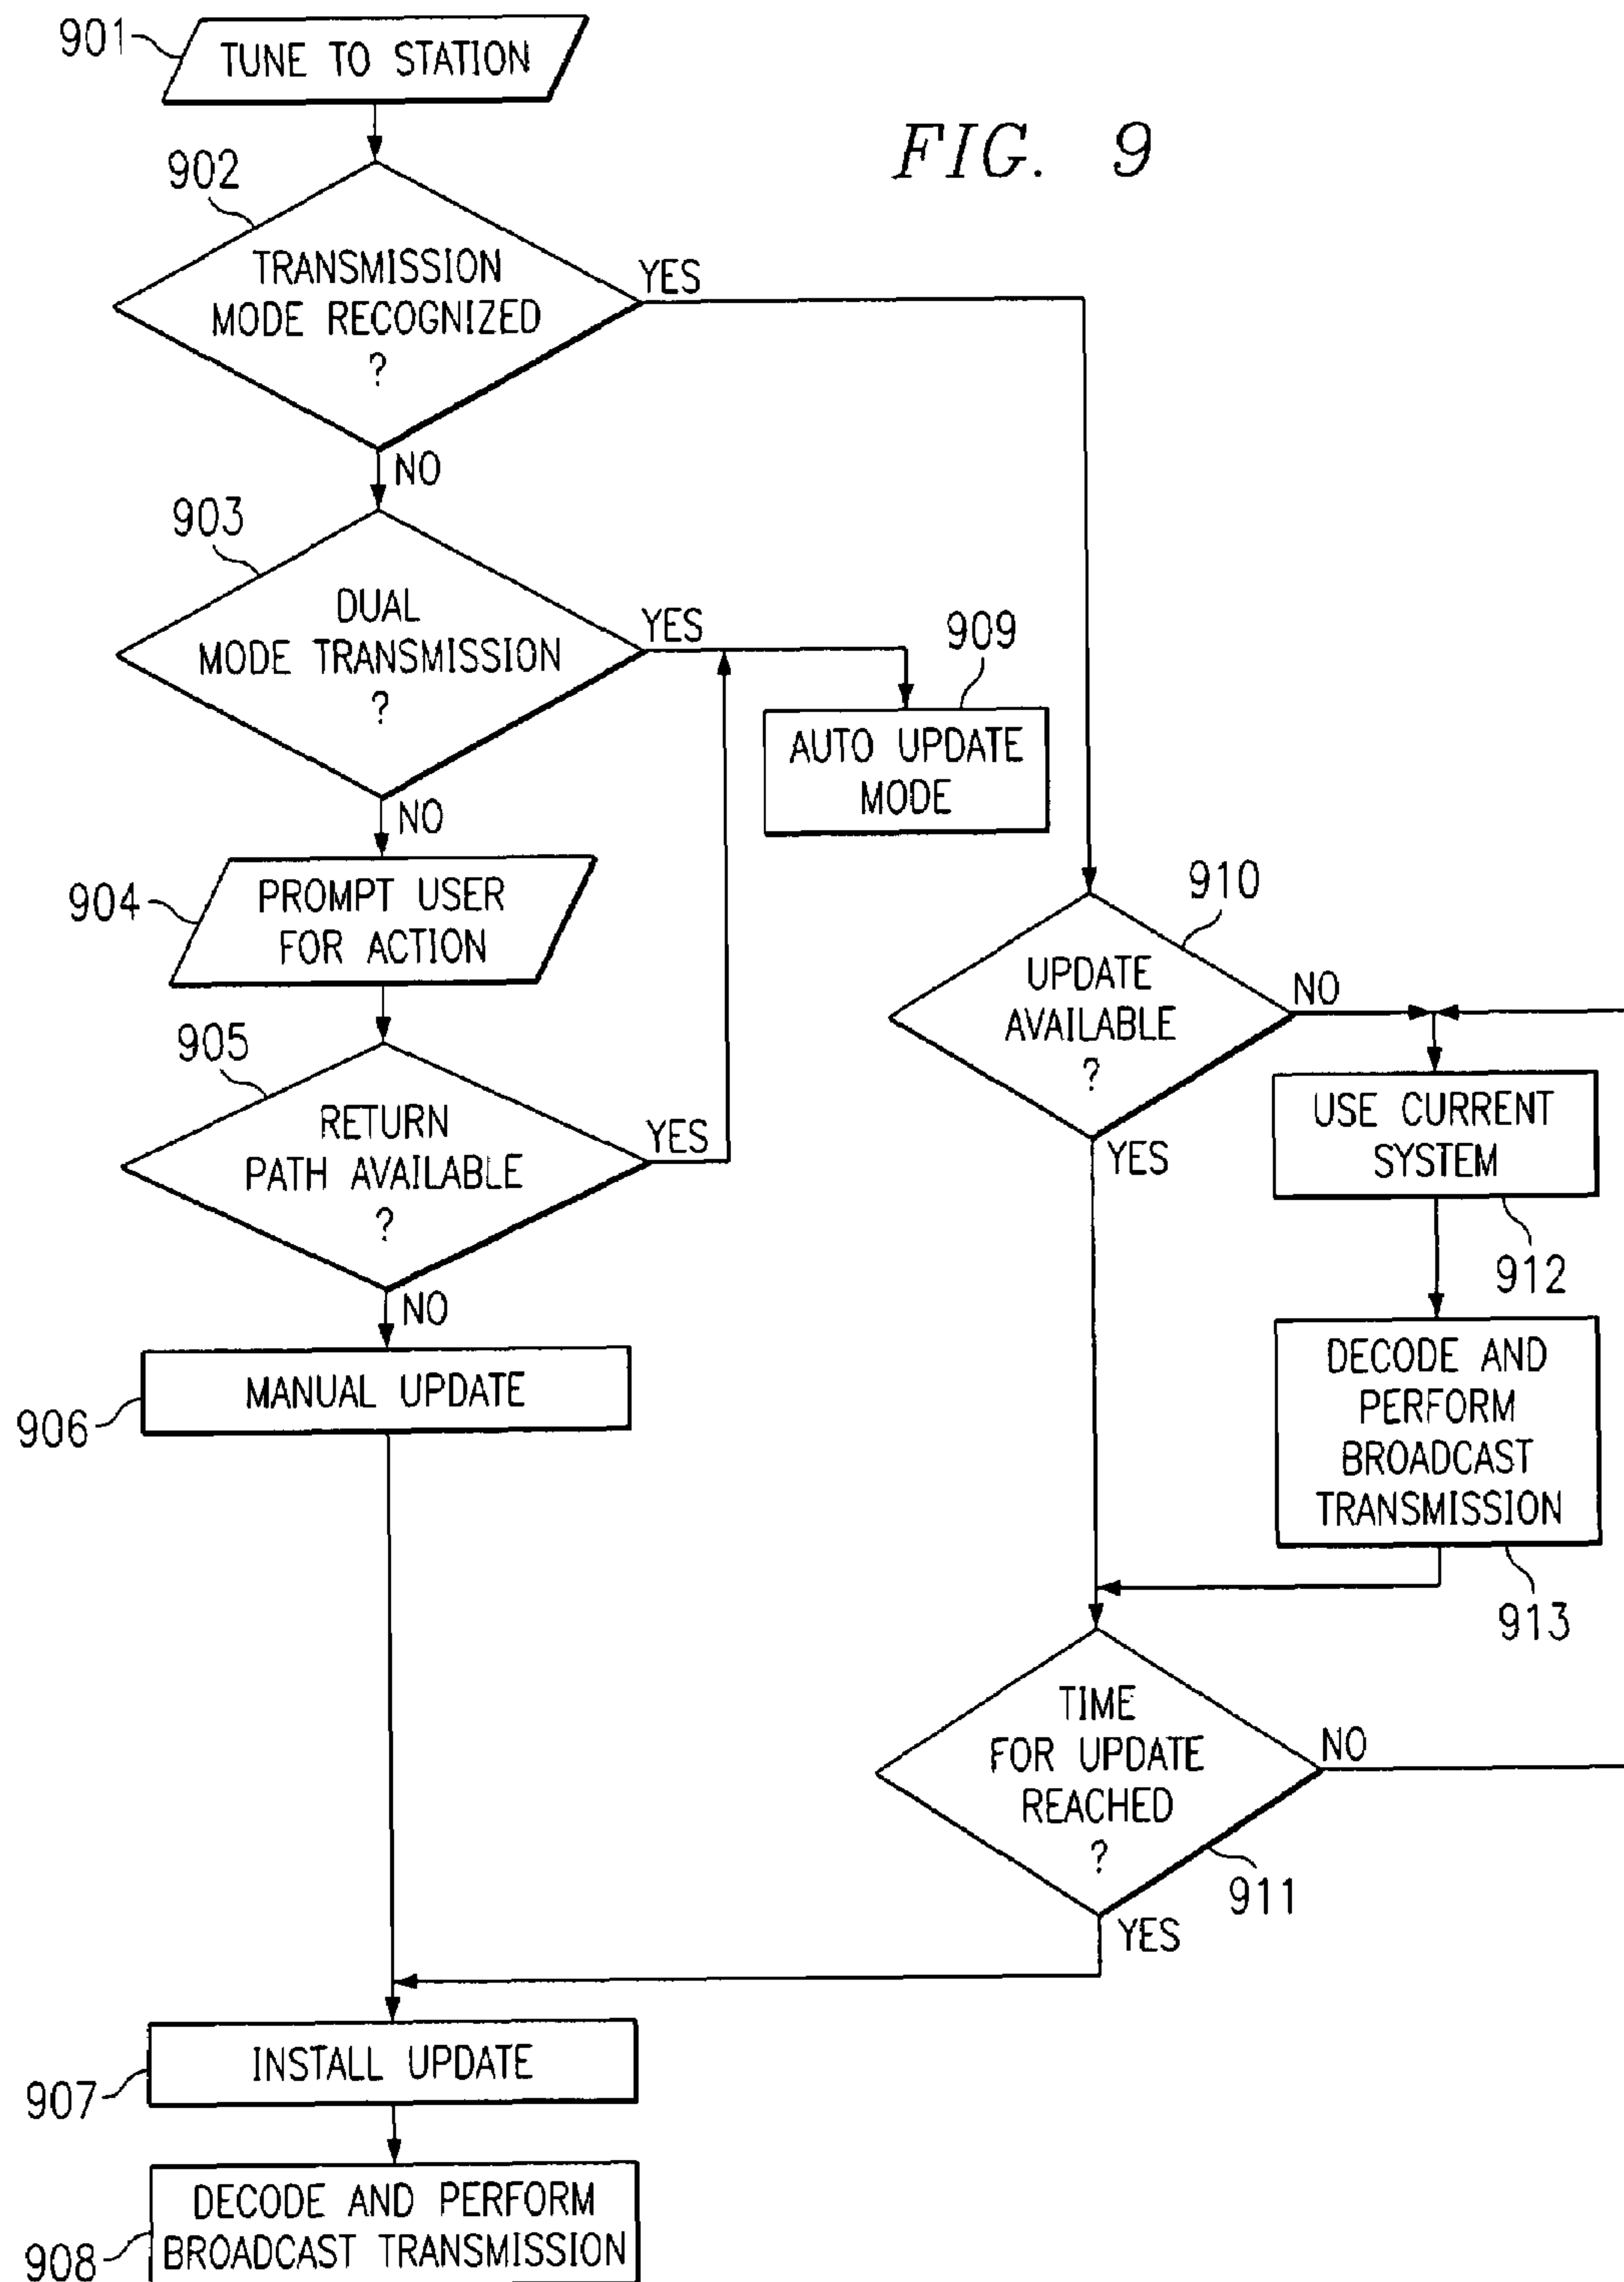 901
TUNE TO STATION
FIG. 9
902
TRANSMISSION
MODE RECOGNIZED
?
YES
NO
903
DUAL
MODE TRANSMISSION
?
YES
NO
909
AUTO UPDATE
MODE
904
PROMPT USER
FOR ACTION
905
RETURN
PATH AVAILABLE
?
YES
NO
906
MANUAL UPDATE
910
UPDATE
AVAILABLE
?
NO
YES
USE CURRENT
SYSTEM
912
DECODE AND
PERFORM
BROADCAST
TRANSMISSION
913
TIME
FOR UPDATE
REACHED
?
NO
911
YES
INSTALL UPDATE
907
DECODE AND PERFORM
BROADCAST TRANSMISSION
908